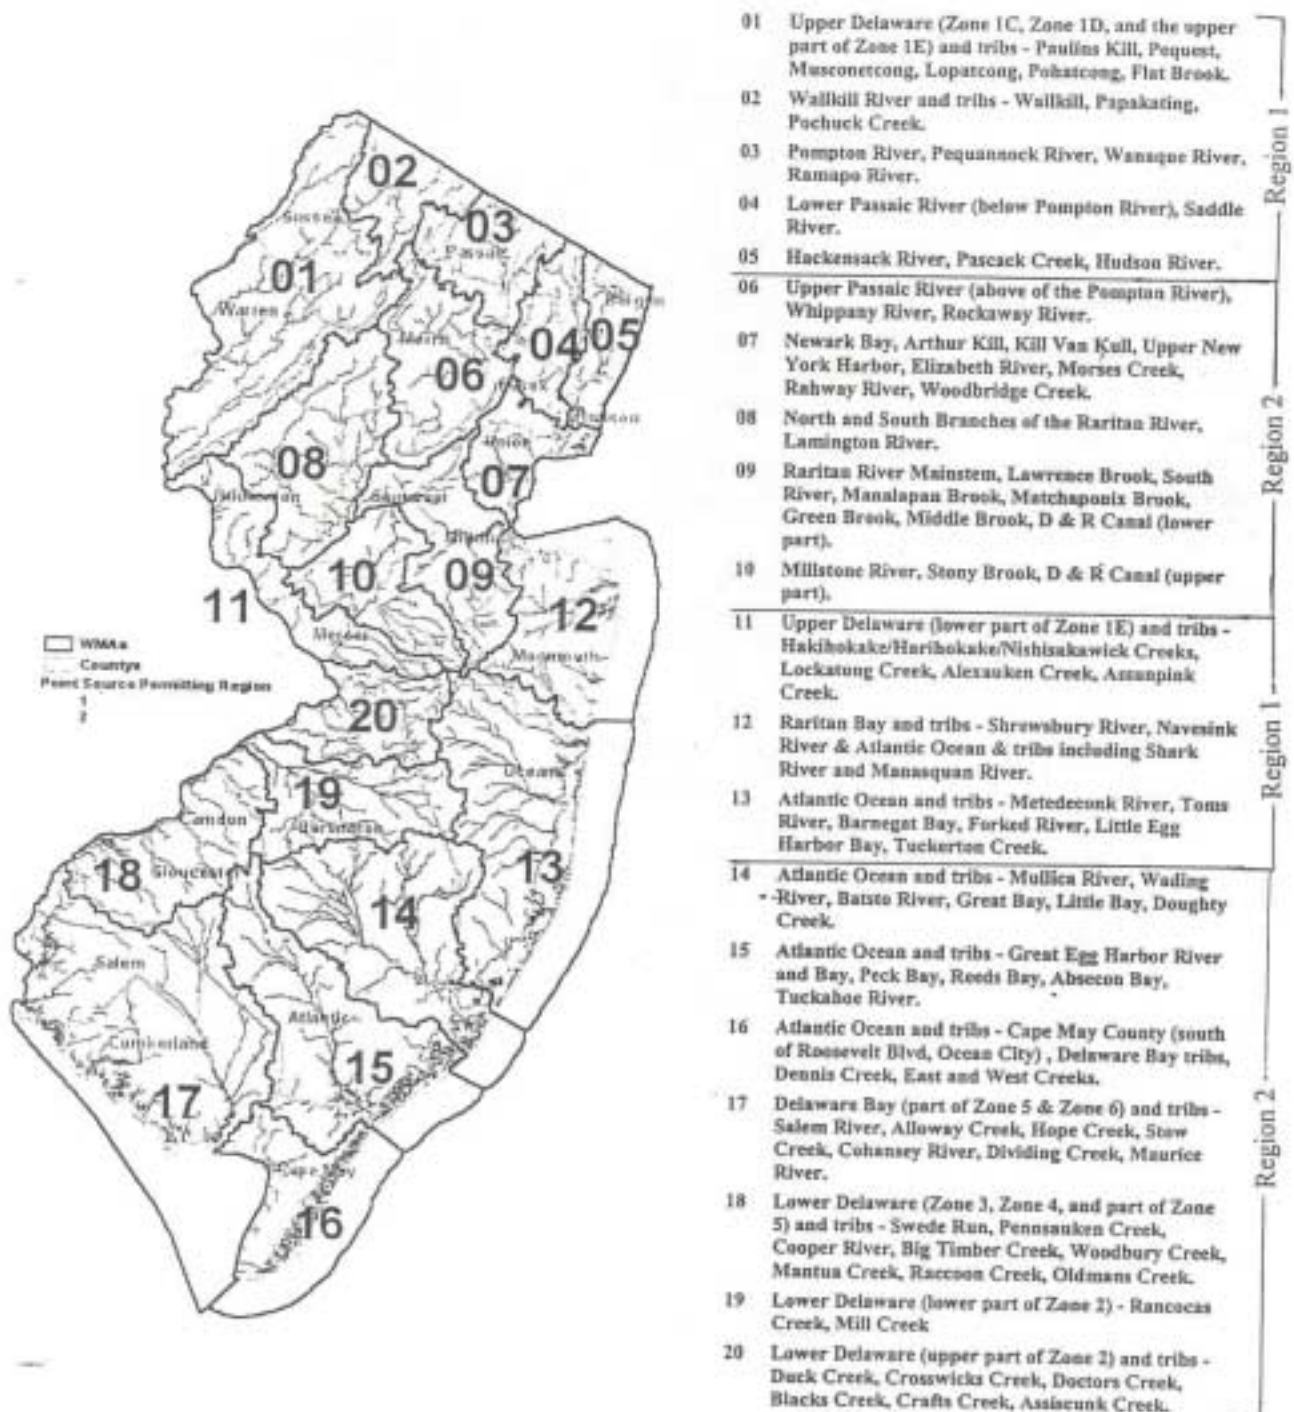 02
03
Passaic
01
Warren
Morris
04
05
06
Union
08
07
Somerset
10
09
11
12
Mercer
WMAs
Countys
Monmouth
Point Source Permitting Region
1
2
20
Ocean
19
Camden
Burlington
18
Gloucester
13
14
Salem
Atlantic
Cumberland
15
17
Cape May
16
01 Upper Delaware (Zone 1C, Zone 1D, and the upper
part of Zone 1E) and tribs - Paulins Kill, Pequest,
Musconetcong, Lopatcong, Pohatcong, Flat Brook.
02 Wallkill River and tribs - Wallkill, Papakating,
Pochuck Creek.
03 Pompton River, Pequannock River, Wanaque River,
Ramapo River.
04 Lower Passaic River (below Pompton River), Saddle
River.
05 Hackensack River, Pascack Creek, Hudson River.
Region 1
06 Upper Passaic River (above of the Pompton River),
Whippany River, Rockaway River.
07 Newark Bay, Arthur Kill, Kill Van Kull, Upper New
York Harbor, Elizabeth River, Morses Creek,
Rahway River, Woodbridge Creek.
08 North and South Branches of the Raritan River,
Lamington River.
09 Raritan River Mainstem, Lawrence Brook, South
River, Manalapan Brook, Matchaponix Brook,
Green Brook, Middle Brook, D & R Canal (lower
part).
10 Millstone River, Stony Brook, D & R Canal (upper
part).
Region 2
11 Upper Delaware (lower part of Zone 1E) and tribs -
Hakihokake/Harihokake/Nishisakawick Creeks,
Lockatong Creek, Alexauken Creek, Assunpink
Creek.
12 Raritan Bay and tribs - Shrewsbury River, Navesink
River & Atlantic Ocean & tribs including Shark
River and Manasquan River.
13 Atlantic Ocean and tribs - Metedeconk River, Toms
River, Barnegat Bay, Forked River, Little Egg
Harbor Bay, Tuckerton Creek.
Region 1
14 Atlantic Ocean and tribs - Mullica River, Wading
River, Batsto River, Great Bay, Little Bay, Doughty
Creek.
15 Atlantic Ocean and tribs - Great Egg Harbor River
and Bay, Peck Bay, Reeds Bay, Absecon Bay,
Tuckahoe River.
16 Atlantic Ocean and tribs - Cape May County (south
of Roosevelt Blvd, Ocean City) , Delaware Bay tribs,
Dennis Creek, East and West Creeks.
17 Delaware Bay (part of Zone 5 & Zone 6) and tribs -
Salem River, Alloway Creek, Hope Creek, Stow
Creek, Cohansey River, Dividing Creek, Maurice
River.
18 Lower Delaware (Zone 3, Zone 4, and part of Zone
5) and tribs - Swede Run, Pennsauken Creek,
Cooper River, Big Timber Creek, Woodbury Creek,
Mantua Creek, Raccoon Creek, Oldmans Creek.
19 Lower Delaware (lower part of Zone 2) - Rancocas
Creek, Mill Creek
20 Lower Delaware (upper part of Zone 2) and tribs -
Duck Creek, Crosswicks Creek, Doctors Creek,
Blacks Creek, Crafts Creek, Assiscunk Creek.
Region 2